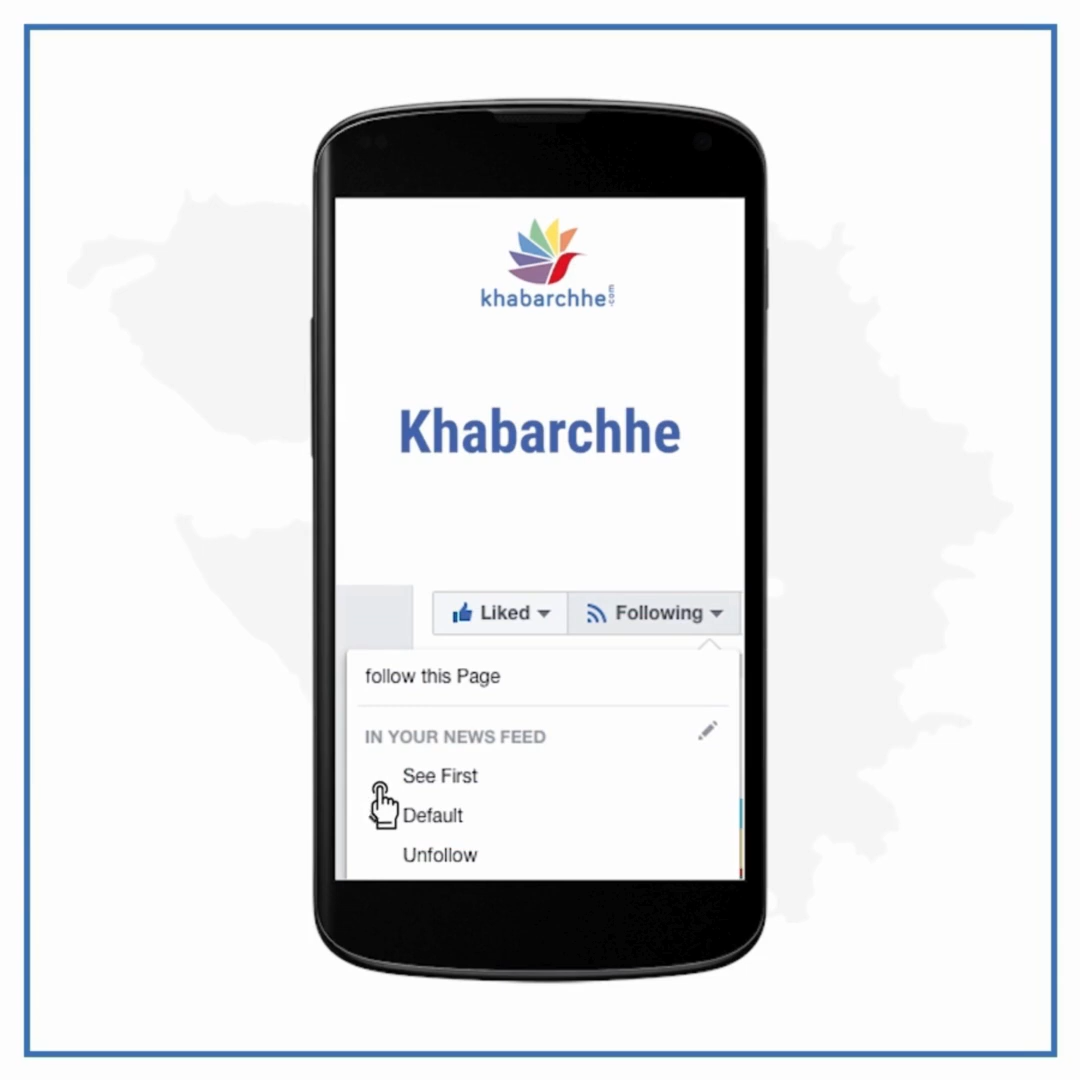 khabarchhe.com
Khabarchhe
Liked Following
follow this Page
IN YOUR NEWS FEED
See First
Default
Unfollow